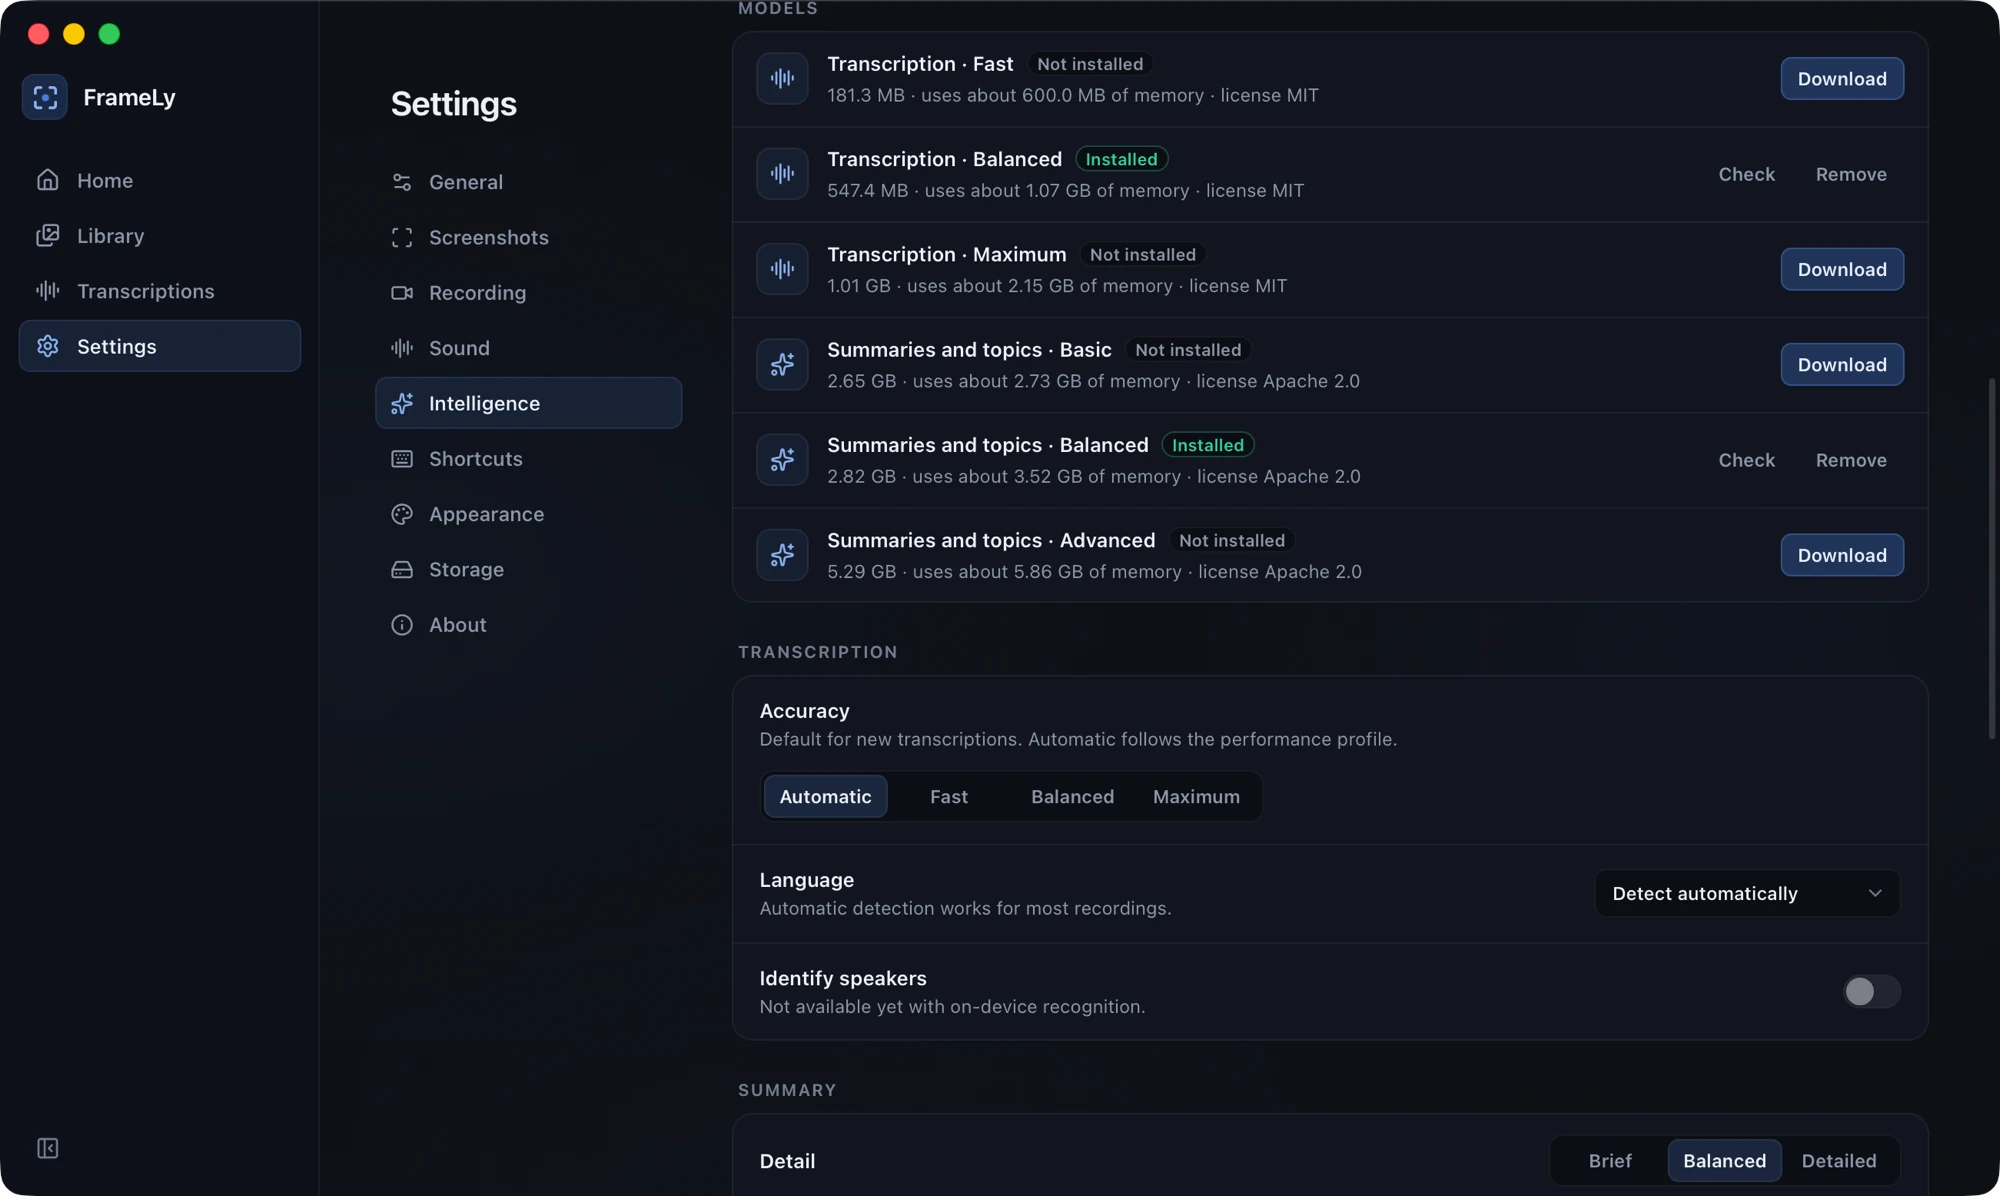 FrameLy
Home
Library
Transcriptions
Settings
Settings
General
Screenshots
Recording
Sound
Intelligence
Shortcuts
Appearance
Storage
About
MODELS
Transcription · Fast Not installed
181.3 MB · uses about 600.0 MB of memory · license MIT
Download
Transcription · Balanced Installed
547.4 MB · uses about 1.07 GB of memory · license MIT
Check Remove
Transcription · Maximum Not installed
1.01 GB · uses about 2.15 GB of memory · license MIT
Download
Summaries and topics · Basic Not installed
2.65 GB · uses about 2.73 GB of memory · license Apache 2.0
Download
Summaries and topics · Balanced Installed
2.82 GB · uses about 3.52 GB of memory · license Apache 2.0
Check Remove
Summaries and topics · Advanced Not installed
5.29 GB · uses about 5.86 GB of memory · license Apache 2.0
Download
TRANSCRIPTION
Accuracy
Default for new transcriptions. Automatic follows the performance profile.
Automatic Fast Balanced Maximum
Language
Automatic detection works for most recordings.
Detect automatically
Identify speakers
Not available yet with on-device recognition.
SUMMARY
Detail
Brief Balanced Detailed